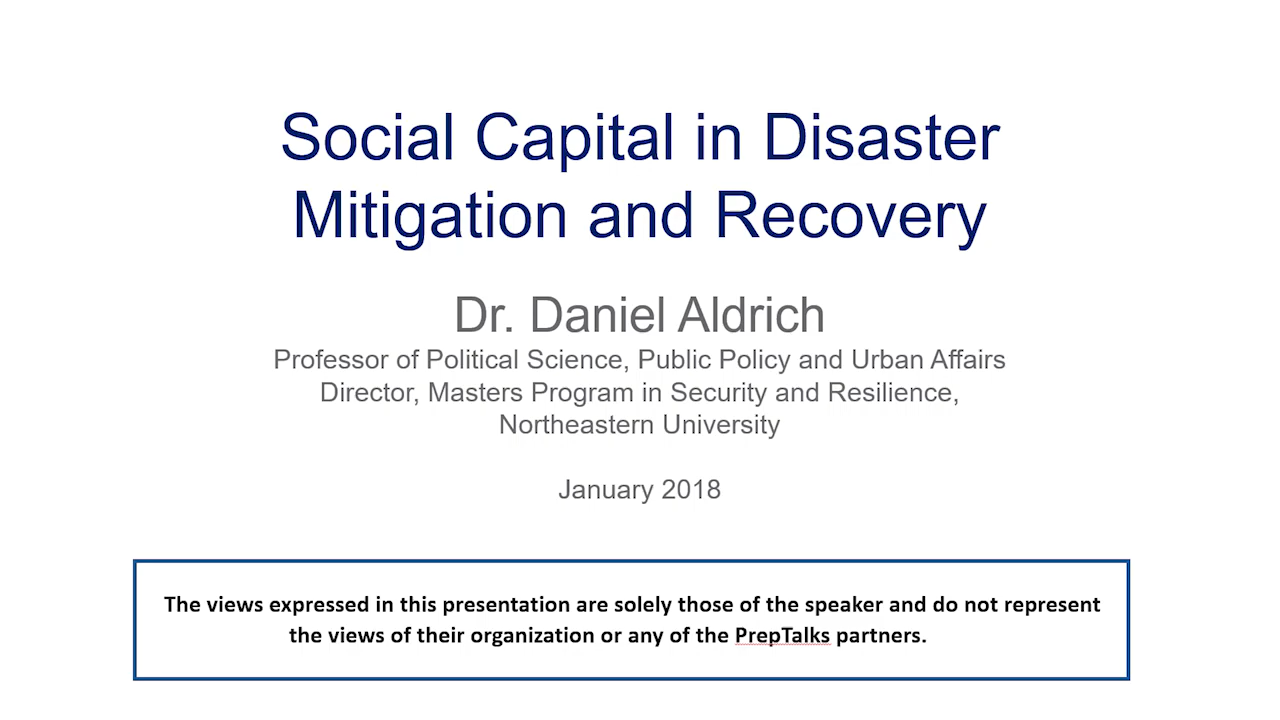 Social Capital in Disaster
Mitigation and Recovery
Dr. Daniel Aldrich
Professor of Political Science, Public Policy and Urban Affairs
Director, Masters Program in Security and Resilience,
Northeastern University
January 2018
The views expressed in this presentation are solely those of the speaker and do not represent
the views of their organization or any of the PrepTalks partners.